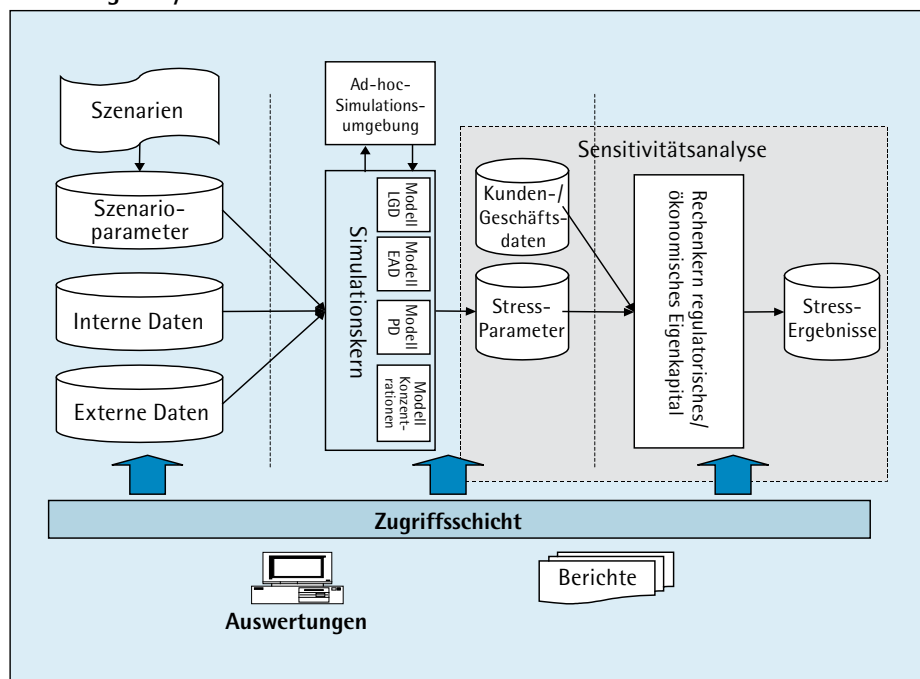 Szenarien
Szenario-
parameter
Interne Daten
Externe Daten
Ad-hoc-
Simulations-
umgebung
Simulationskern
Modell
LGD
Modell
EAD
Modell
PD
Modell
Konzent-
rationen
Sensitivitätsanalyse
Kunden-/
Geschäfts-
daten
Stress-
Parameter
Rechenkern regulatorisches/
ökonomisches Eigenkapital
Stress-
Ergebnisse
Zugriffsschicht
Auswertungen
Berichte